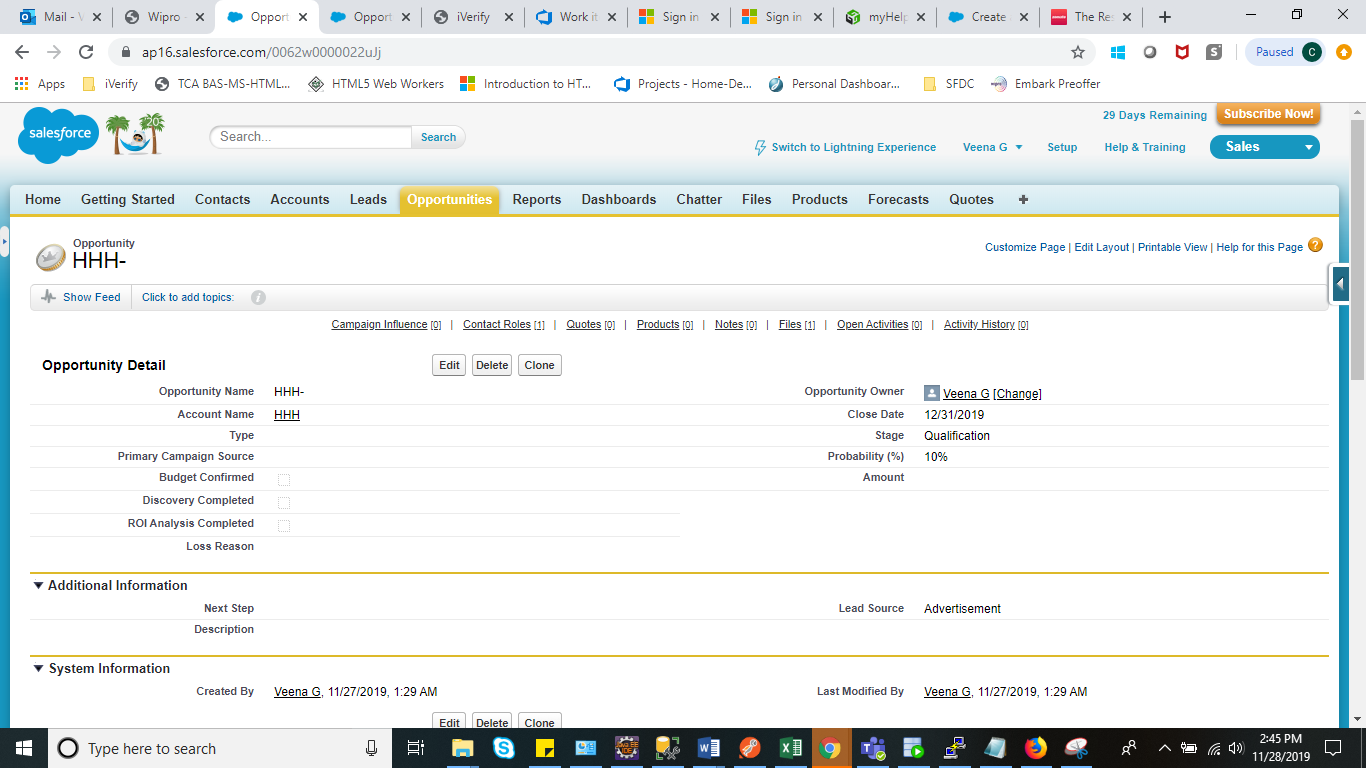 Mail - V
Wipro -
Opport
Opport
iVerify
Work it
Sign in
Sign in
myHelp
Create
The Re
ap16.salesforce.com/0062w0000022uJj
Paused
C
Apps
iVerify
TCA BAS-MS-HTML...
HTML5 Web Workers
Introduction to HT...
Projects - Home-De...
Personal Dashboar...
SFDC
Embark Preoffer
salesforce
20
Search...
Search
29 Days Remaining
Subscribe Now!
Switch to Lightning Experience
Veena G
Setup
Help & Training
Sales
Home Getting Started Contacts Accounts Leads Opportunities Reports Dashboards Chatter Files Products Forecasts Quotes +
Opportunity
HHH-
Customize Page | Edit Layout | Printable View | Help for this Page ?
Show Feed
Click to add topics:
i
Campaign Influence [0] | Contact Roles [1] | Quotes [0] | Products [0] | Notes [0] | Files [1] | Open Activities [0] | Activity History [0]
Opportunity Detail
Edit Delete Clone
Opportunity Name HHH- Opportunity Owner Veena G [Change]
Account Name HHH Close Date 12/31/2019
Type Stage Qualification
Primary Campaign Source Probability (%) 10%
Budget Confirmed Amount
Discovery Completed
ROI Analysis Completed
Loss Reason
Additional Information
Next Step Lead Source Advertisement
Description
System Information
Created By Veena G, 11/27/2019, 1:29 AM Last Modified By Veena G, 11/27/2019, 1:29 AM
Edit Delete Clone
Type here to search
2:45 PM
11/28/2019